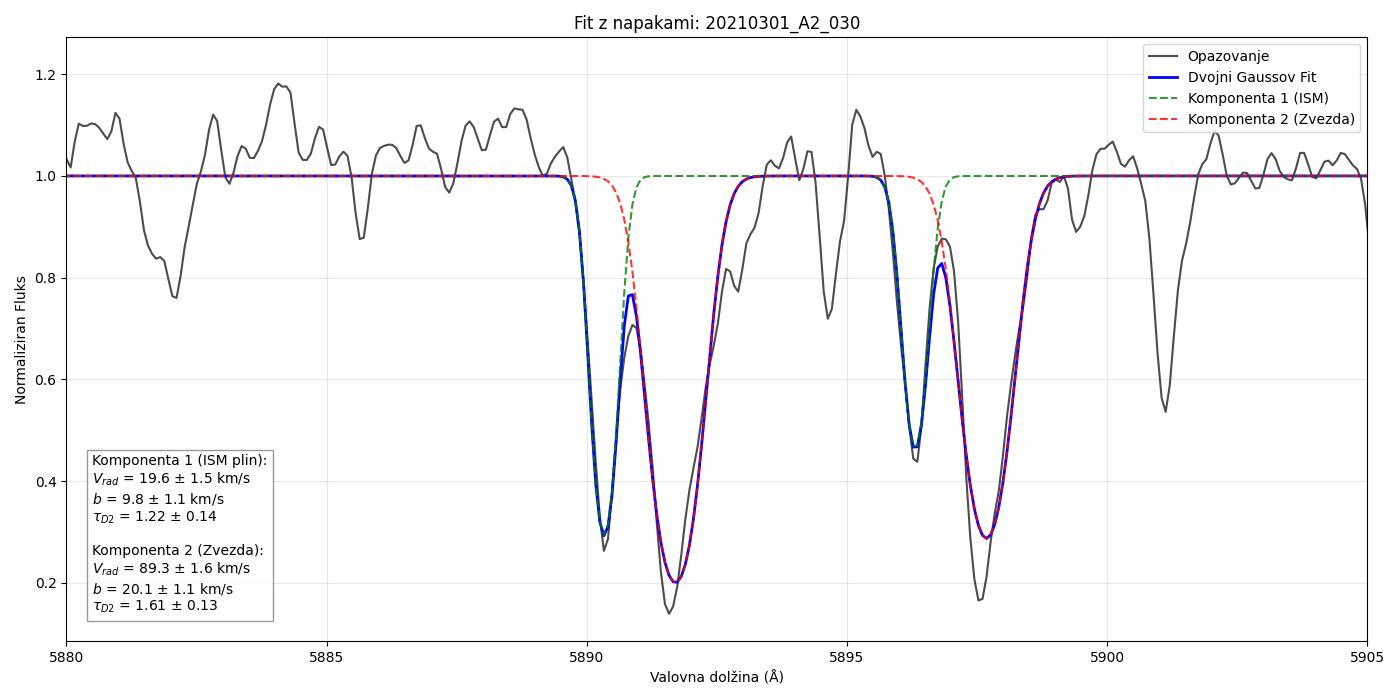 Fit z napakami: 20210301_A2_030
Normaliziran Fluks
1.2
1.0
0.8
0.6
0.4
0.2
Opazovanje
Dvojni Gaussov Fit
Komponenta 1 (ISM)
Komponenta 2 (Zvezda)
Komponenta 1 (ISM plin):
V_rad = 19.6 ± 1.5 km/s
b = 9.8 ± 1.1 km/s
τ_D2 = 1.22 ± 0.14
Komponenta 2 (Zvezda):
V_rad = 89.3 ± 1.6 km/s
b = 20.1 ± 1.1 km/s
τ_D2 = 1.61 ± 0.13
5880 5885 5890 5895 5900 5905
Valovna dolžina (Å)